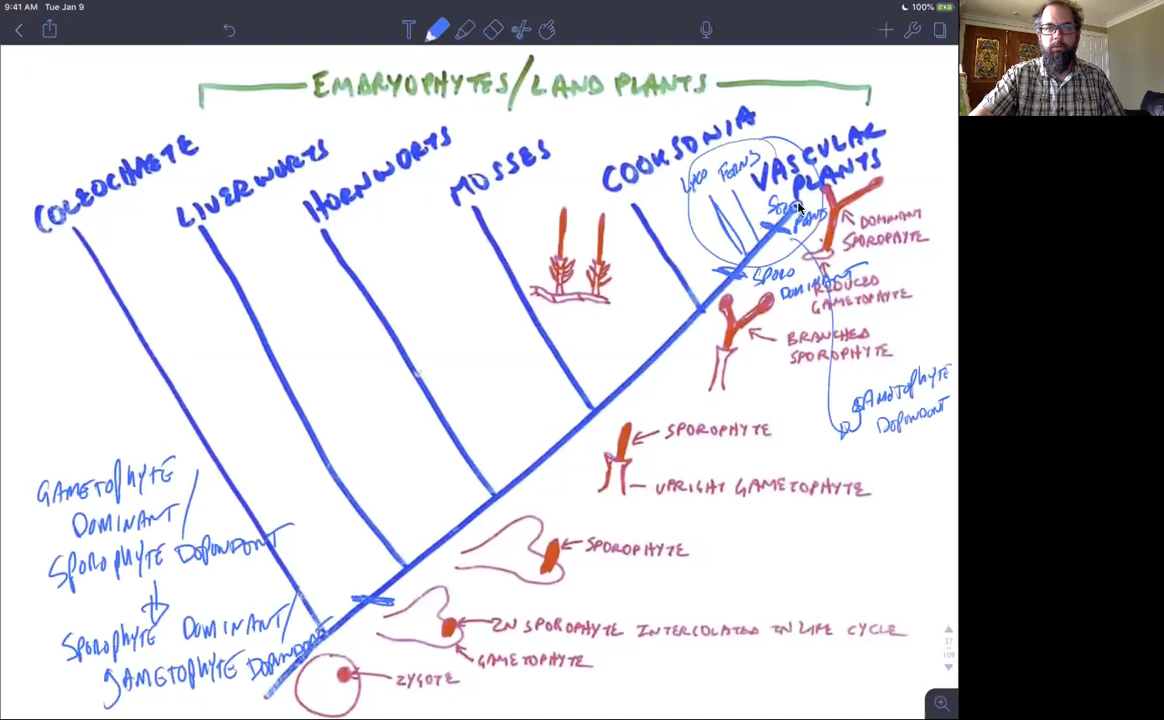 9:41 AM Tue Jan 9
100%
T
EMBRYOPHYTES/LAND PLANTS
COLEOCHAETE
LIVERWORTS
HORNWORTS
MOSSES
COOKSONIA
VASCULAR
PLANTS
LYCO FERNS
SEED
PLANTS
DOMINANT
SPOROPHYTE
REDUCED
GAMETOPHYTE
SPORO
DOMINANT
BRANCHED
SPOROPHYTE
GAMETOPHYTE
DEPENDENT
SPOROPHYTE
UPRIGHT GAMETOPHYTE
GAMETOPHYTE
DOMINANT/
SPOROPHYTE DEPENDENT
SPOROPHYTE DOMINANT/
GAMETOPHYTE DEPENDENT
SPOROPHYTE
2N SPOROPHYTE INTERCOLATED IN LIFE CYCLE
GAMETOPHYTE
ZYGOTE
37
109